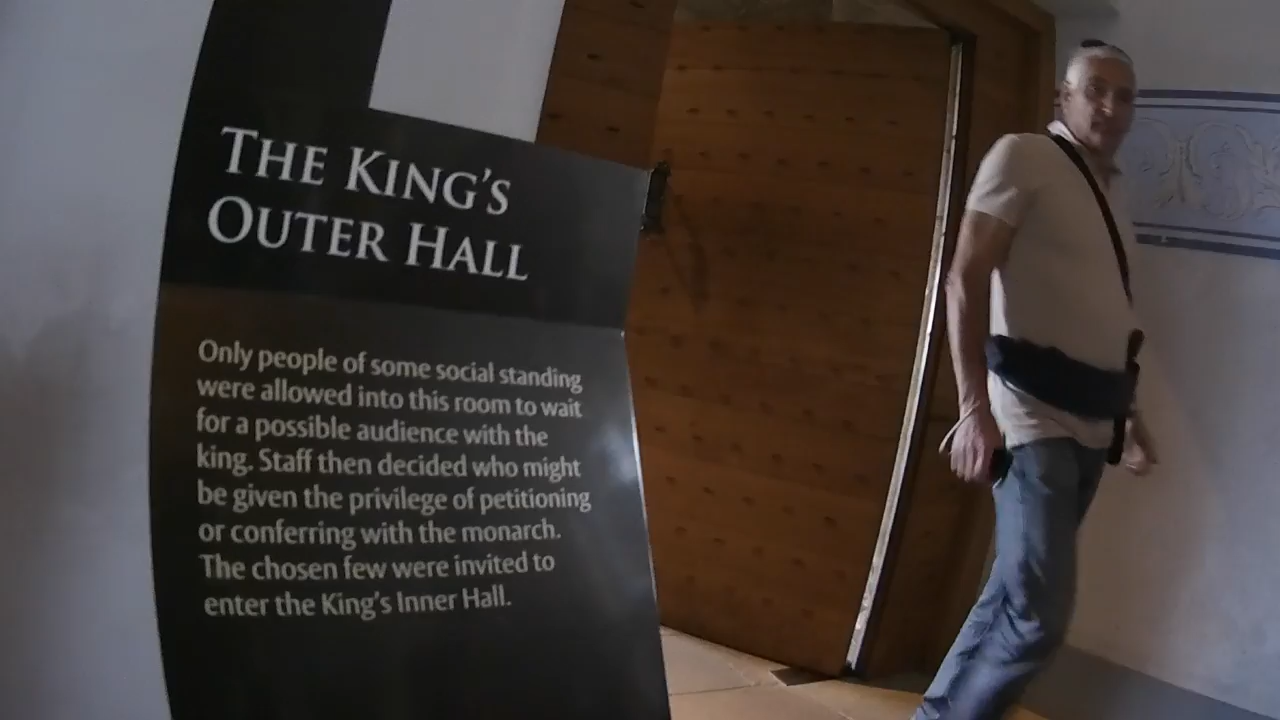 THE KING'S
OUTER HALL
Only people of some social standing
were allowed into this room to wait
for a possible audience with the
king. Staff then decided who might
be given the privilege of petitioning
or conferring with the monarch.
The chosen few were invited to
enter the King's Inner Hall.